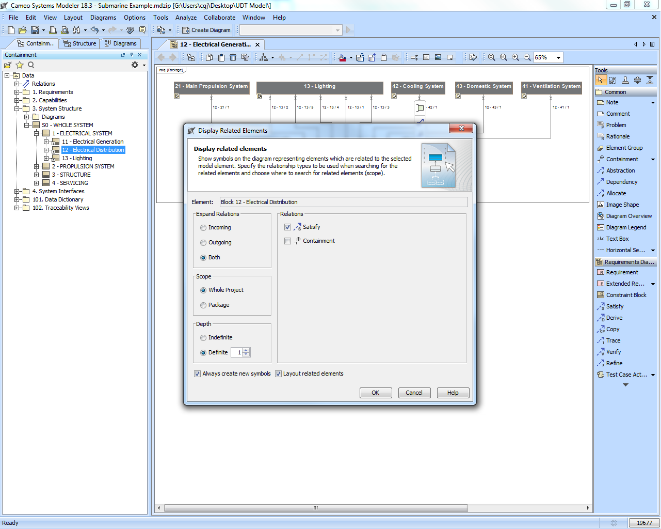 Cameo Systems Modeler 18.3 - Submarine Example.mdzip [G:\Users\cgj\Desktop\UDT Model\]
File Edit View Layout Diagrams Options Tools Analyze Collaborate Window Help
Create Diagram
Containm... Structure Diagrams
12 - Electrical Generati...
Containment
65%
Data
Relations
1. Requirements
2. Capabilities
3. System Structure
Diagrams
S0 - WHOLE SYSTEM
1 - ELECTRICAL SYSTEM
11 - Electrical Generation
12 - Electrical Distribution
13 - Lighting
2 - PROPULSION SYSTEM
3 - STRUCTURE
4 - SERVICING
4. System Interfaces
101. Data Dictionary
102. Traceability Views
21 - Main Propulsion System
13 - Lighting
42 - Cooling System
43 - Domestic System
41 - Ventilation System
Display Related Elements
Display related elements
Show symbols on the diagram representing elements which are related to the selected
model element. Specify the relationship types to be used when searching for the
related elements and choose where to search for related elements (scope).
Element: Block 12 - Electrical Distribution
Expand Relations
Incoming
Outgoing
Both
Relations
Satisfy
Containment
Scope
Whole Project
Package
Depth
Indefinite
Definite 1
Always create new symbols Layout related elements
OK Cancel Help
Tools
Common
Note
Comment
Problem
Rationale
Element Group
Containment
Abstraction
Dependency
Allocate
Image Shape
Diagram Overview
Diagram Legend
Text Box
Horizontal Se...
Requirements Dia...
Requirement
Extended Re...
Constraint Block
Satisfy
Derive
Copy
Trace
Verify
Refine
Test Case Act...
Ready